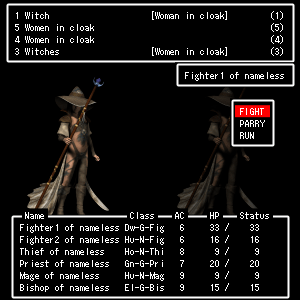 1 Witch [Woman in cloak] (1)
5 Women in cloak (5)
4 Women in cloak (4)
3 Witches [Women in cloak] (3)
Fighter1 of nameless
FIGHT
PARRY
RUN
Name Class AC HP Status
Fighter1 of nameless Dw-G-Fig 6 33 / 33
Fighter2 of nameless Hu-N-Fig 6 16 / 16
Thief of nameless Ho-N-Thi 8 9 / 9
Priest of nameless Gn-G-Pri 7 20 / 20
Mage of nameless Hu-N-Mag 9 9 / 9
Bishop of nameless El-G-Bis 9 15 / 15